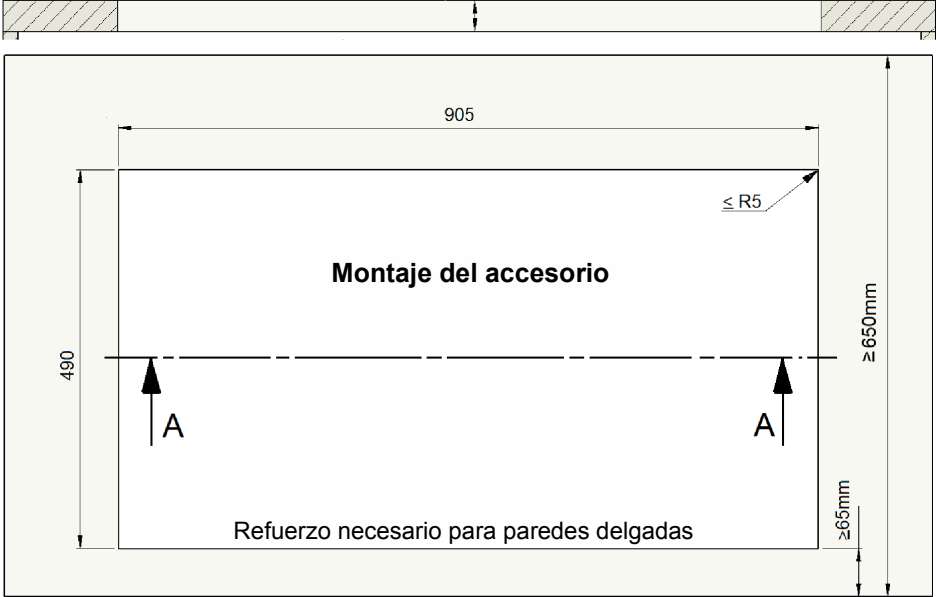 905
≤ R5
Montaje del accesorio
≥650mm
490
A
A
≥65mm
Refuerzo necesario para paredes delgadas